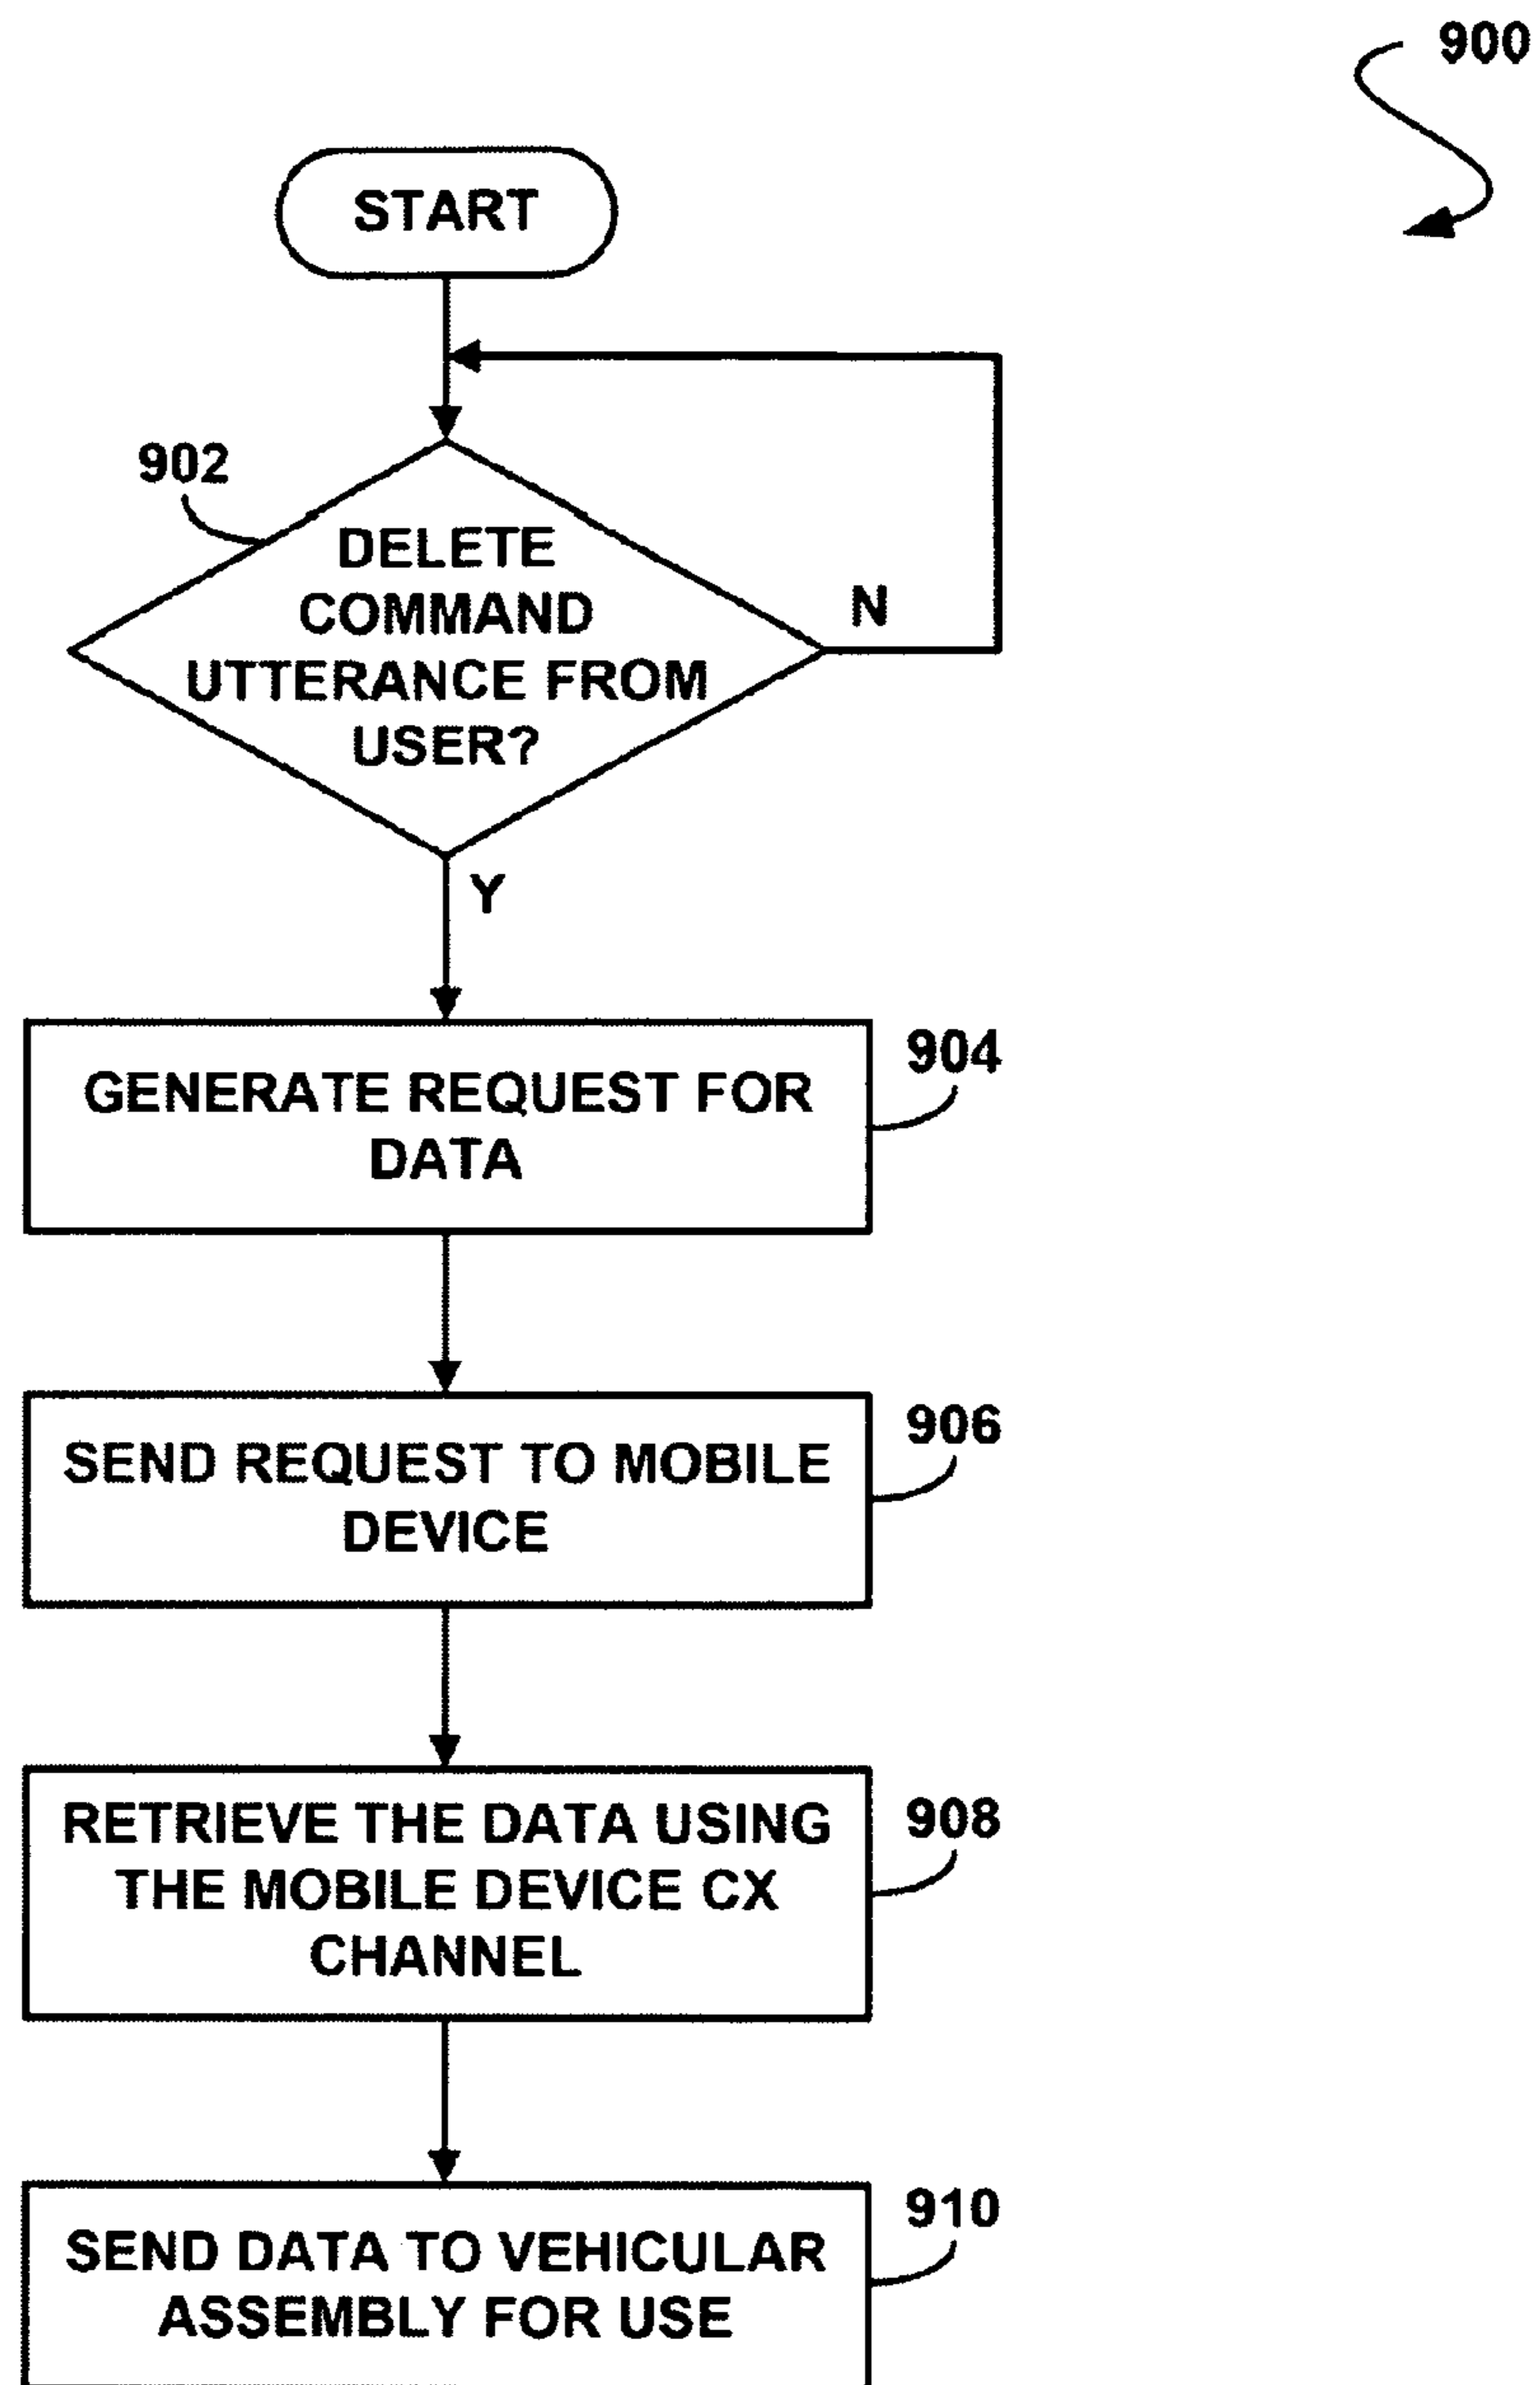 900
START
902
DELETE
COMMAND
UTTERANCE FROM
USER?
N
Y
904
GENERATE REQUEST FOR
DATA
906
SEND REQUEST TO MOBILE
DEVICE
908
RETRIEVE THE DATA USING
THE MOBILE DEVICE CX
CHANNEL
910
SEND DATA TO VEHICULAR
ASSEMBLY FOR USE